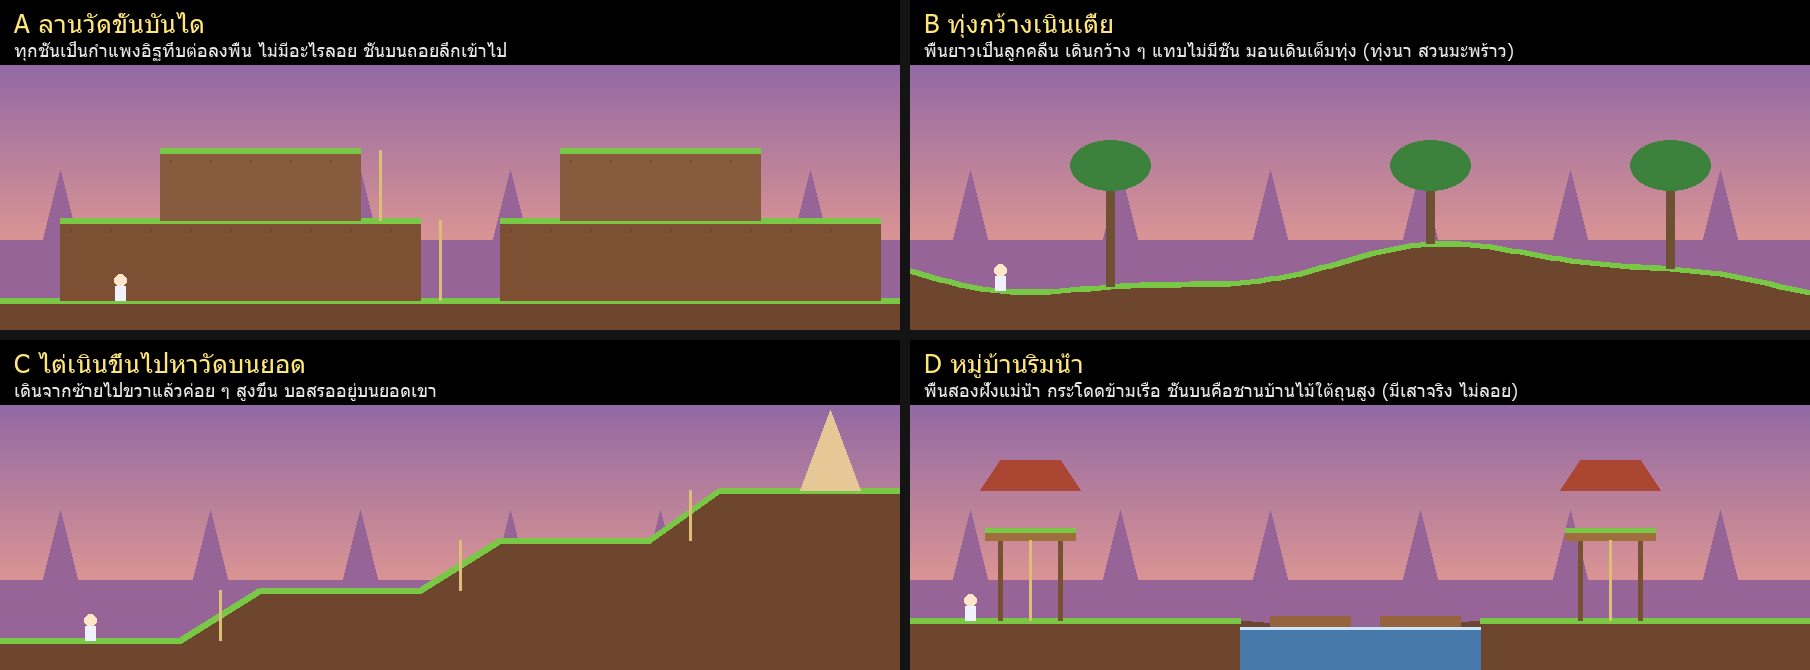 A ลานวัดขั้นบันได
ทุกชั้นเป็นกำแพงอิฐทึบต่อลงพื้น ไม่มีอะไรลอย ชั้นบนถอยลึกเข้าไป
B ทุ่งกว้างเนินเตี้ย
พื้นยาวเป็นลูกคลื่น เดินกว้าง ๆ แทบไม่มีชั้น มอนเดินเต็มทุ่ง (ทุ่งนา สวนมะพร้าว)
C ไต่เนินขึ้นไปหาวัดบนยอด
เดินจากซ้ายไปขวาแล้วค่อย ๆ สูงขึ้น บอสรออยู่บนยอดเขา
D หมู่บ้านริมน้ำ
พื้นสองฝั่งแม่น้ำ กระโดดข้ามเรือ ชั้นบนคือชานบ้านไม้ใต้ถุนสูง (มีเสาจริง ไม่ลอย)